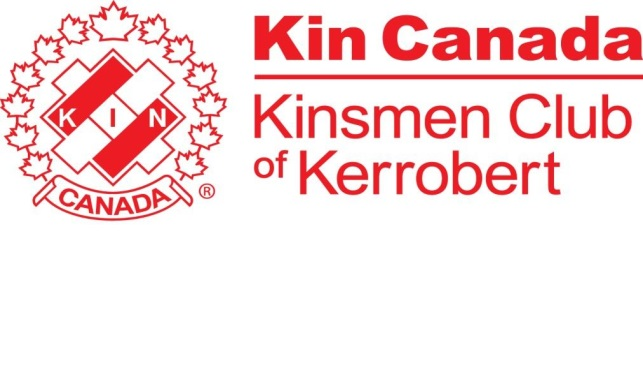 K I N
CANADA ®
Kin Canada
Kinsmen Club
of Kerrobert